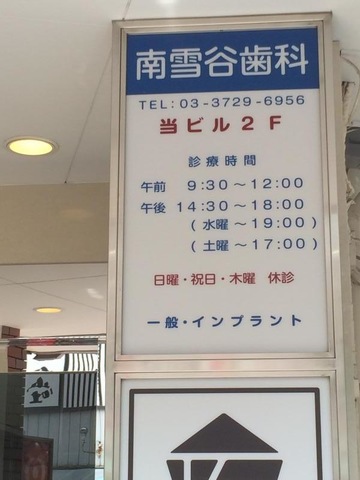 南雪谷歯科
TEL:03-3729-6956
当ビル2F
診療時間
午前 9:30〜12:00
午後 14:30〜18:00
(水曜〜19:00)
(土曜〜17:00)
日曜・祝日・木曜 休診
一般・インプラント